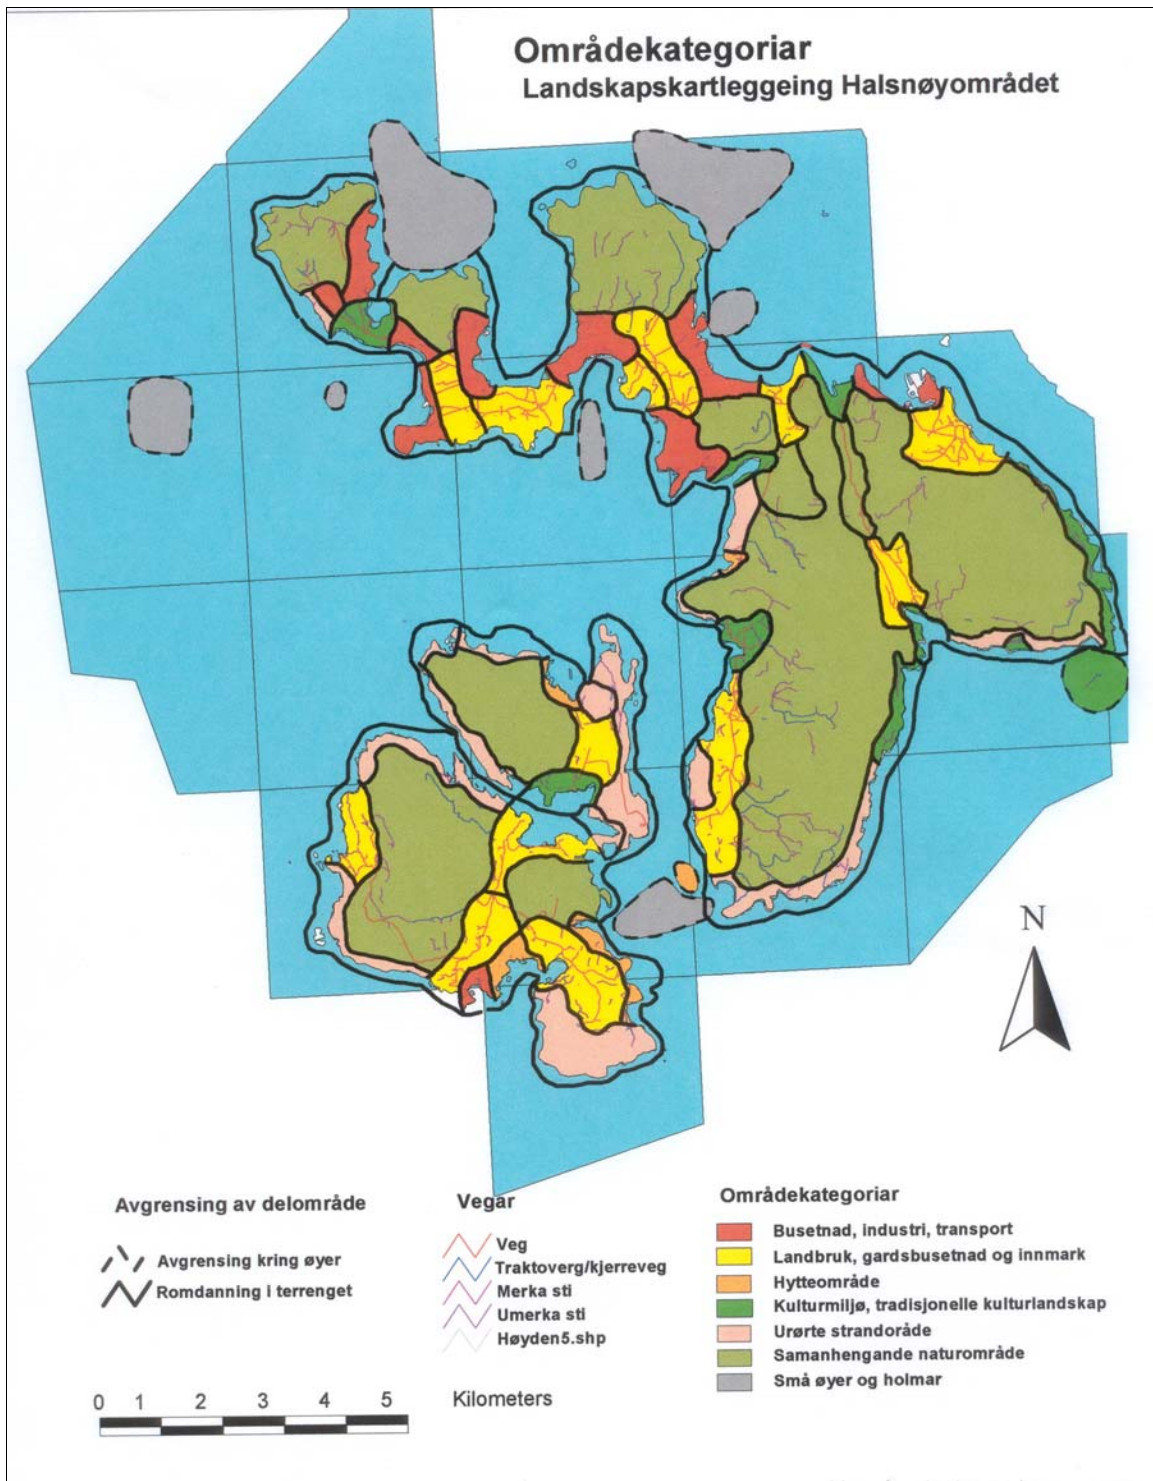 Områdekategoriar
Landskapskartleggeing Halsnøyområdet
N
Avgrensing av delområde
Avgrensing kring øyer
Romdanning i terrenget
Vegar
Veg
Traktoverg/kjerreveg
Merka sti
Umerka sti
Høyden5.shp
Områdekategoriar
Busetnad, industri, transport
Landbruk, gardsbusetnad og innmark
Hytteområde
Kulturmiljø, tradisjonelle kulturlandskap
Urørte strandoråde
Samanhengande naturområde
Små øyer og holmar
0 1 2 3 4 5 Kilometers